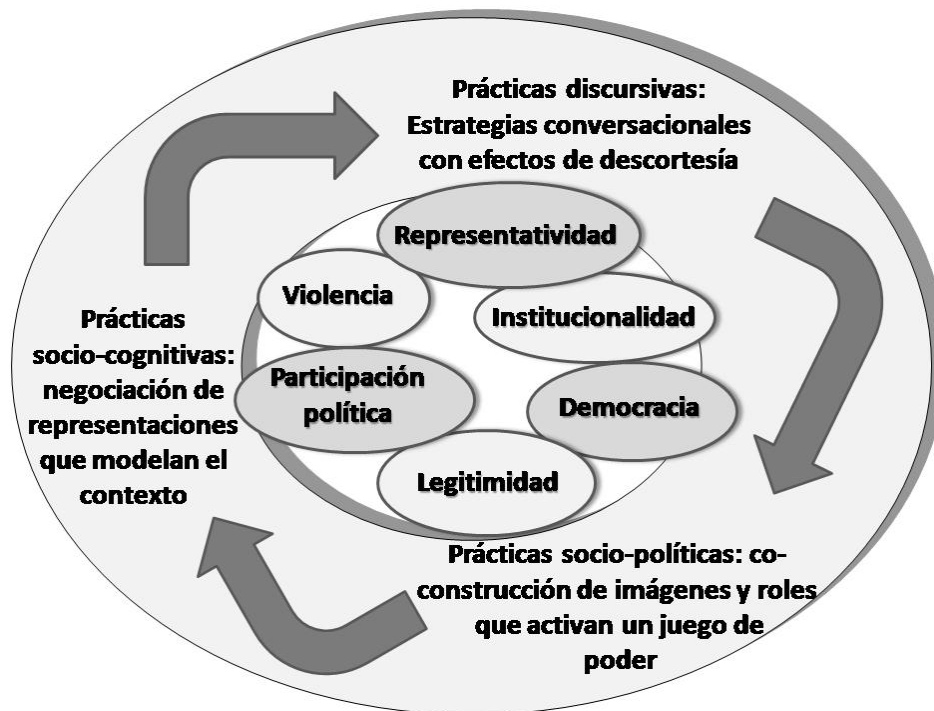 Prácticas discursivas:
Estrategias conversacionales
con efectos de descortesía
Representatividad
Violencia
Institucionalidad
Prácticas
socio-cognitivas:
negociación de
representaciones
que modelan el
contexto
Participación
política
Democracia
Legitimidad
Prácticas socio-políticas: co-
construcción de imágenes y roles
que activan un juego de
poder